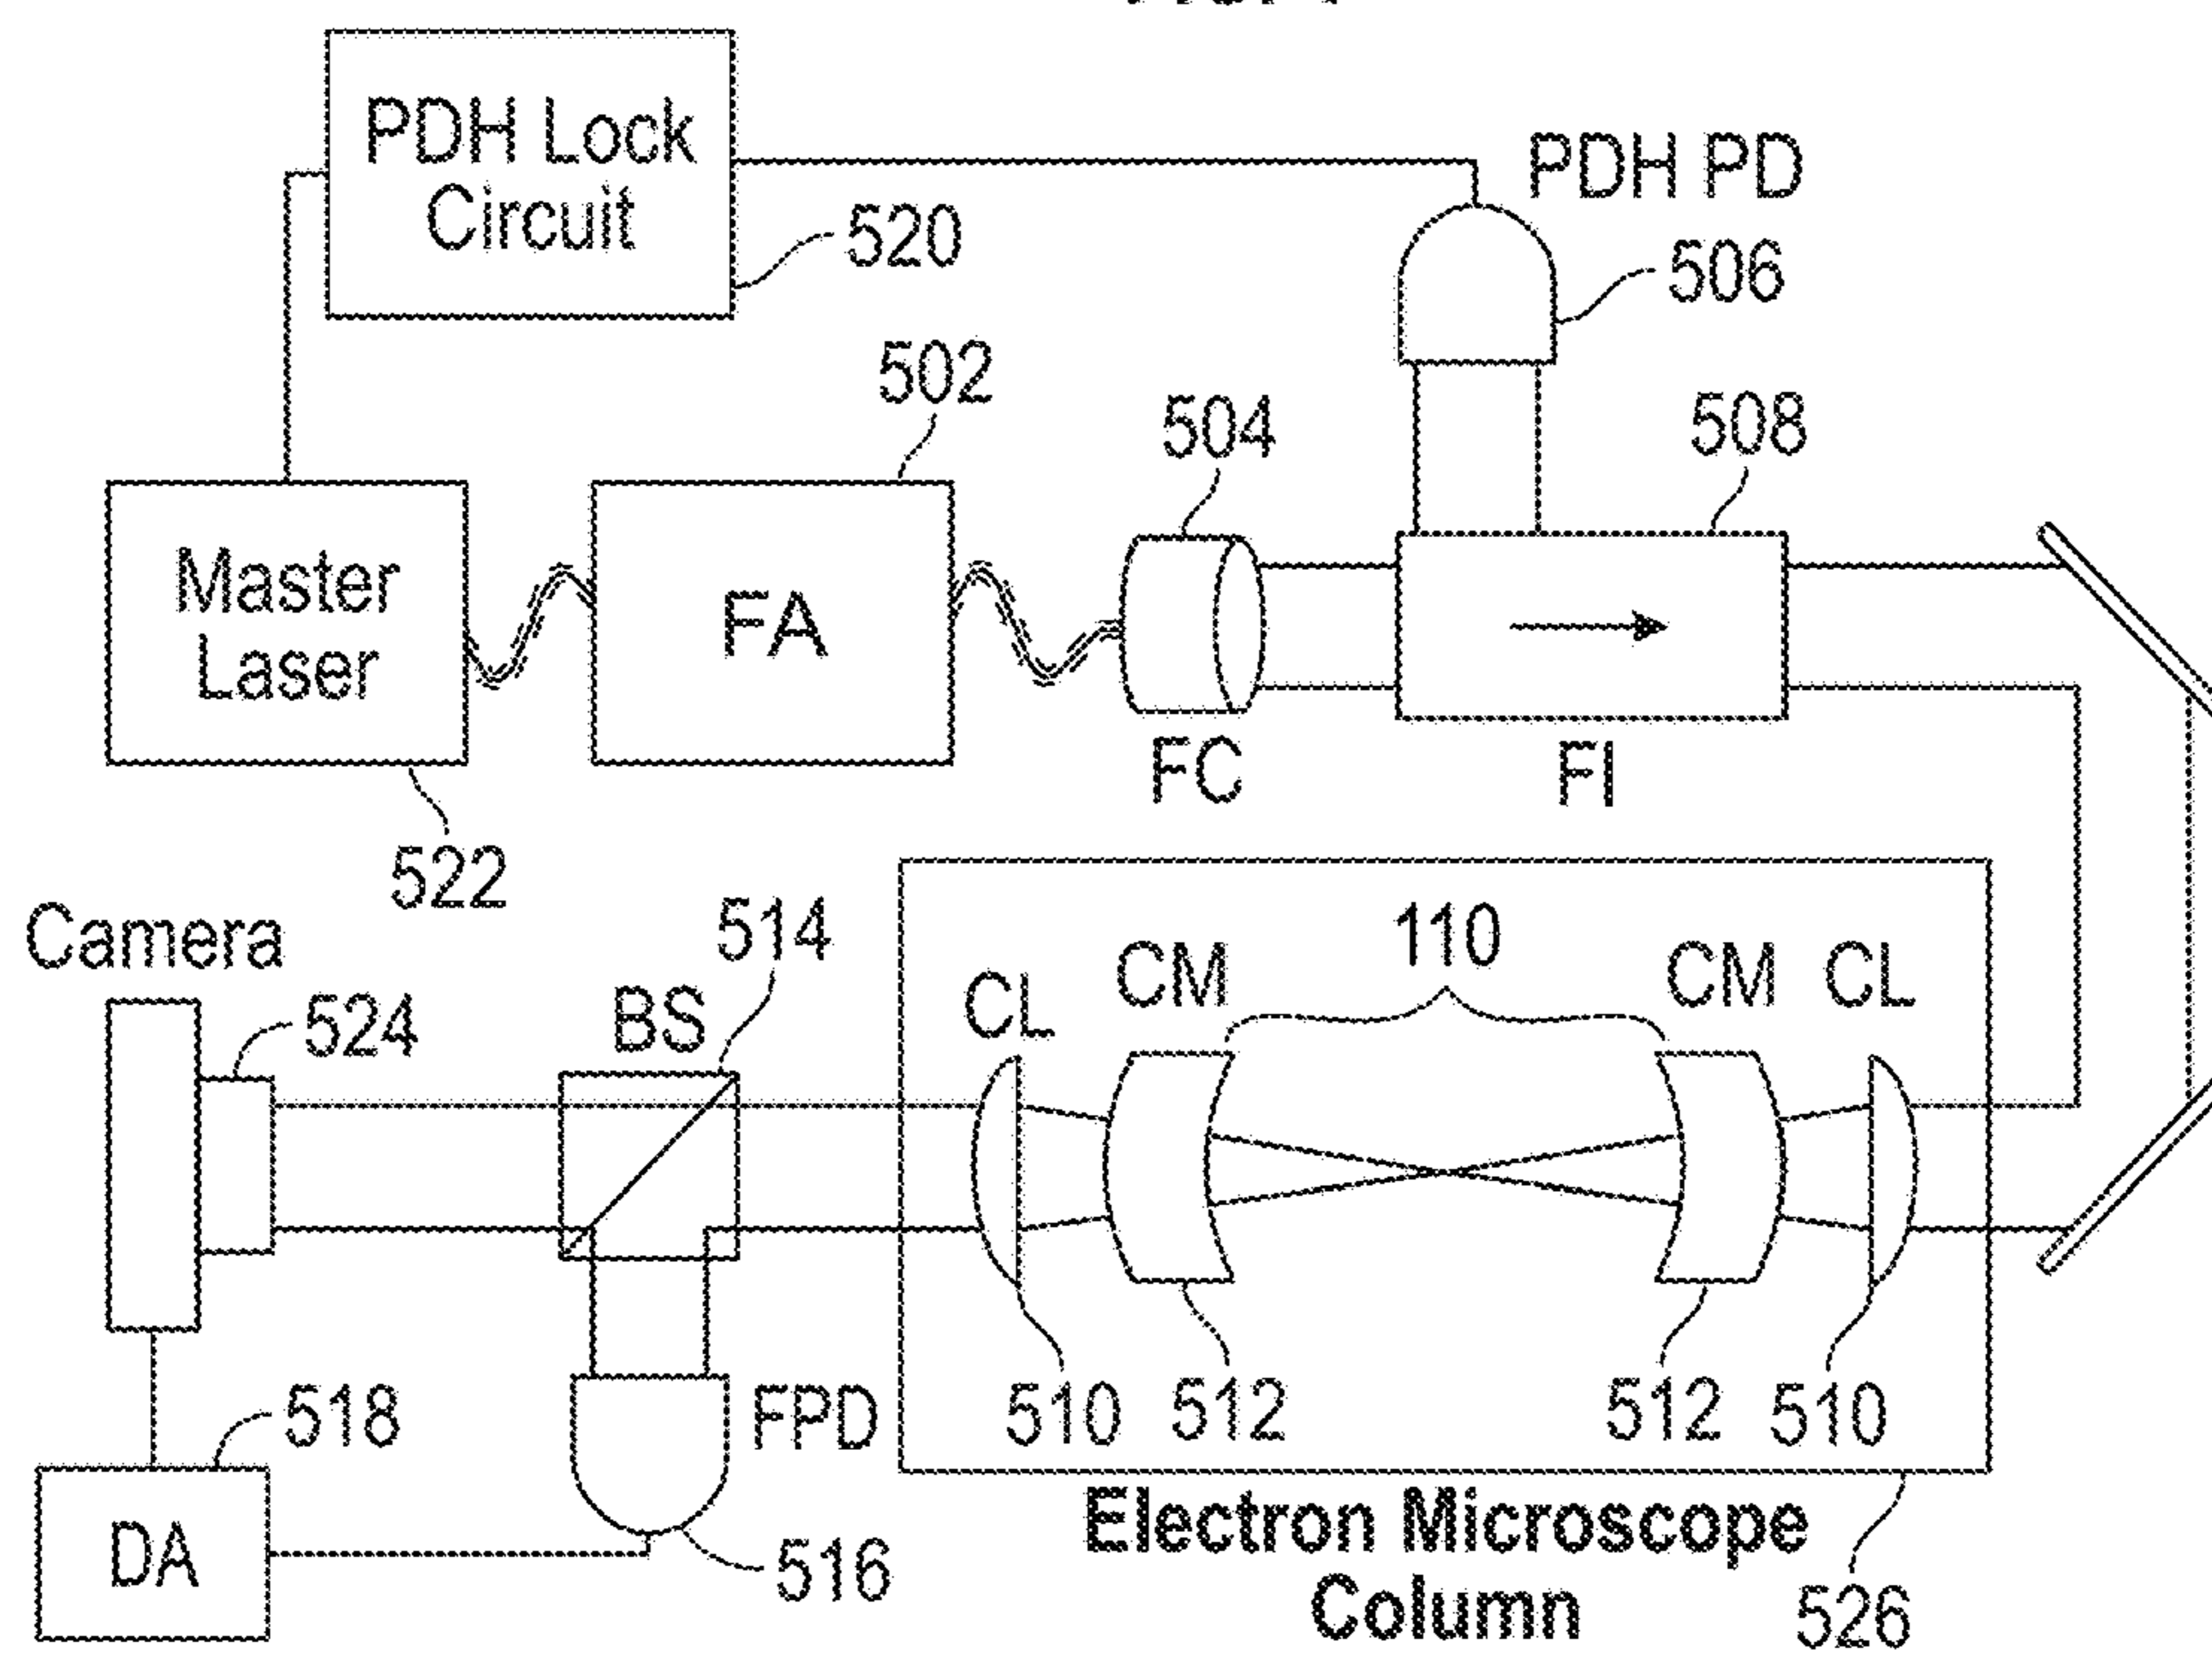 PDH Lock
Circuit
520
PDH PD
506
502
504
508
Master
Laser
FA
FC
FI
522
Camera
524
BS
514
CL
CM
110
CM
CL
510
512
512
510
518
FPD
DA
516
Electron Microscope
Column
526